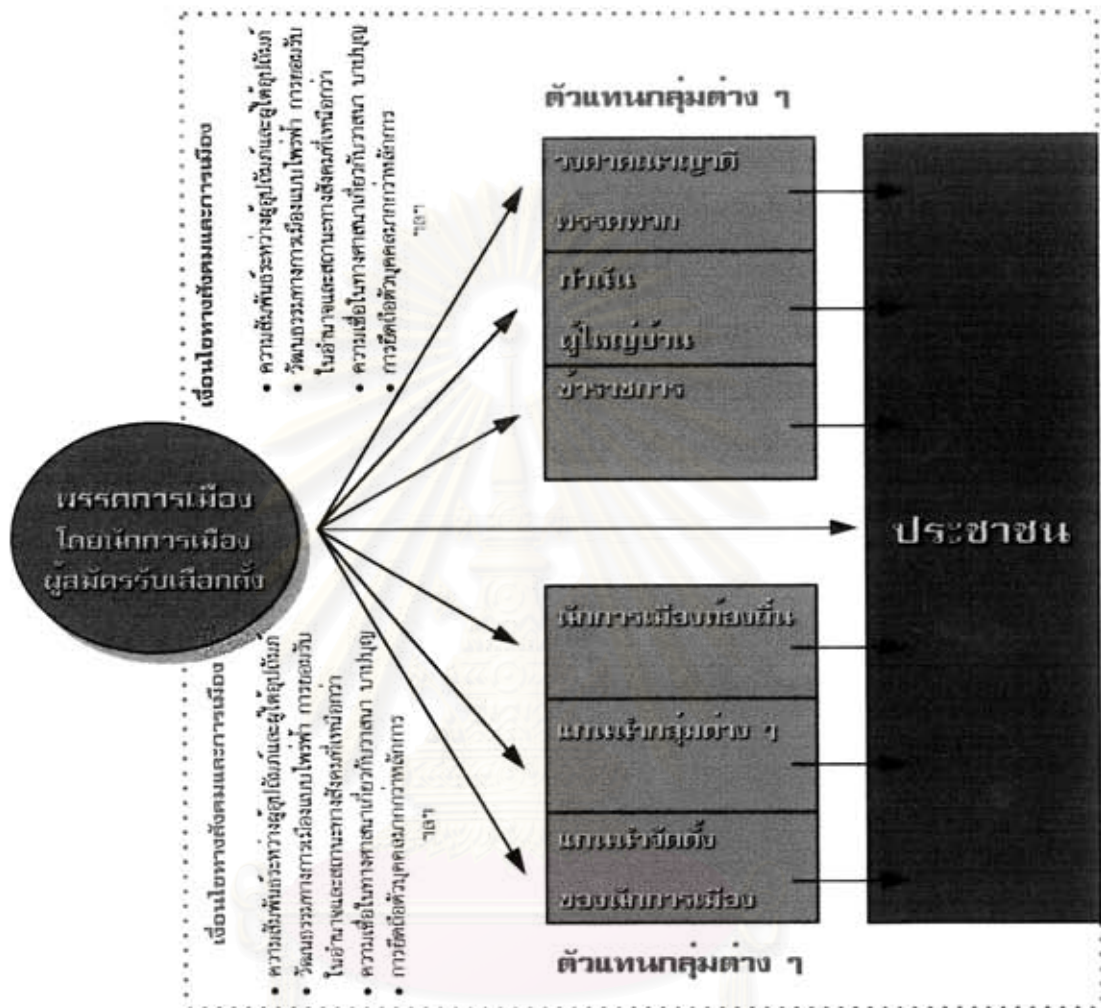 เงื่อนไขทางสังคมและการเมือง
• ความสัมพันธ์ระหว่างผู้อุปถัมภ์และผู้ได้อุปถัมภ์
• วัฒนธรรมทางการเมืองแบบไพร่ฟ้า การยอมรับ
ในอำนาจและสถานะทางสังคมที่เหนือกว่า
• ความเชื่อในทางศาสนาเกี่ยวกับวาสนา บาปบุญ
• การยึดถือตัวบุคคลมากกว่าหลักการ
ฯลฯ
พรรคการเมือง
โดยนักการเมือง
ผู้สมัครรับเลือกตั้ง
เงื่อนไขทางสังคมและการเมือง
• ความสัมพันธ์ระหว่างผู้อุปถัมภ์และผู้ได้อุปถัมภ์
• วัฒนธรรมทางการเมืองแบบไพร่ฟ้า การยอมรับ
ในอำนาจและสถานะทางสังคมที่เหนือกว่า
• ความเชื่อในทางศาสนาเกี่ยวกับวาสนา บาปบุญ
• การยึดถือตัวบุคคลมากกว่าหลักการ
ฯลฯ
ตัวแทนกลุ่มต่าง ๆ
วงศาคณาญาติ
พรรคพวก
กำนัน
ผู้ใหญ่บ้าน
ข้าราชการ
นักการเมืองท้องถิ่น
แกนนำกลุ่มต่าง ๆ
แกนนำจัดตั้ง
ของนักการเมือง
ตัวแทนกลุ่มต่าง ๆ
ประชาชน